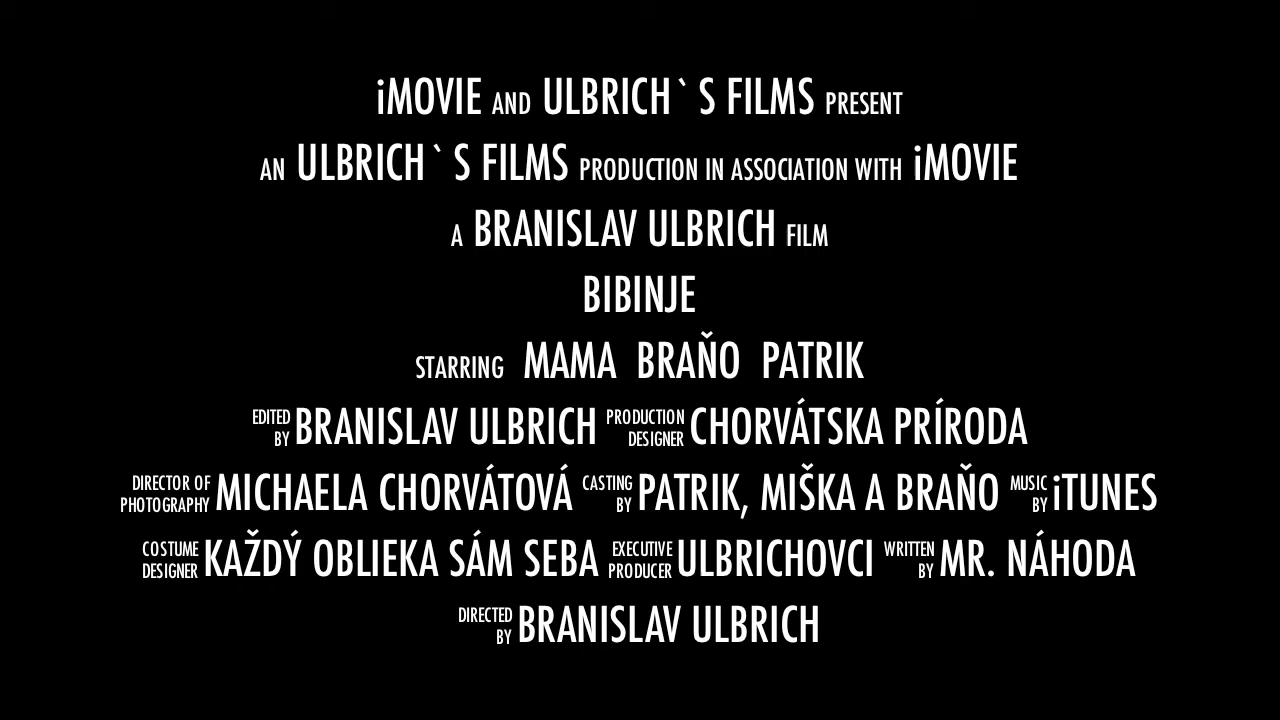 iMOVIE AND ULBRICH`S FILMS PRESENT
AN ULBRICH`S FILMS PRODUCTION IN ASSOCIATION WITH iMOVIE
A BRANISLAV ULBRICH FILM
BIBINJE
STARRING MAMA BRAŇO PATRIK
EDITED BY BRANISLAV ULBRICH PRODUCTION DESIGNER CHORVÁTSKA PRÍRODA
DIRECTOR OF PHOTOGRAPHY MICHAELA CHORVÁTOVÁ CASTING BY PATRIK, MIŠKA A BRAŇO MUSIC BY iTUNES
COSTUME DESIGNER KAŽDÝ OBLIEKA SÁM SEBA EXECUTIVE PRODUCER ULBRICHOVCI WRITTEN BY MR. NÁHODA
DIRECTED BY BRANISLAV ULBRICH